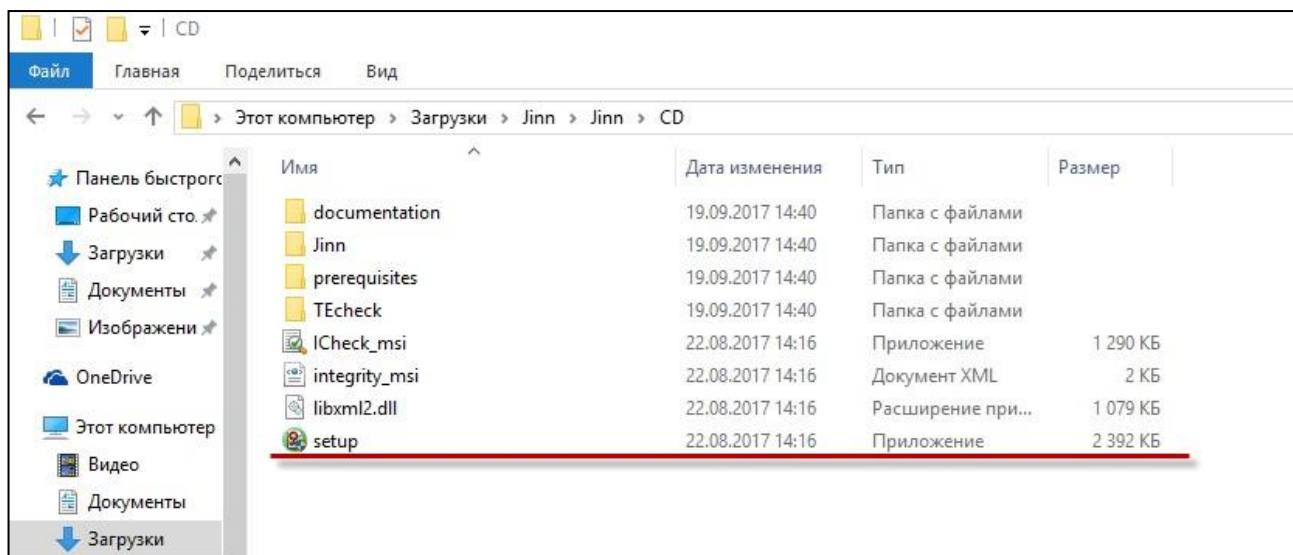 CD
Файл Главная Поделиться Вид
Этот компьютер > Загрузки > Jinn > Jinn > CD
Имя Дата изменения Тип Размер
Панель быстрого
Рабочий сто.
Загрузки
Документы
Изображени
OneDrive
Этот компьютер
Видео
Документы
Загрузки
documentation 19.09.2017 14:40 Папка с файлами
Jinn 19.09.2017 14:40 Папка с файлами
prerequisites 19.09.2017 14:40 Папка с файлами
TEcheck 19.09.2017 14:40 Папка с файлами
ICheck_msi 22.08.2017 14:16 Приложение 1 290 КБ
integrity_msi 22.08.2017 14:16 Документ XML 2 КБ
libxml2.dll 22.08.2017 14:16 Расширение при... 1 079 КБ
setup 22.08.2017 14:16 Приложение 2 392 КБ